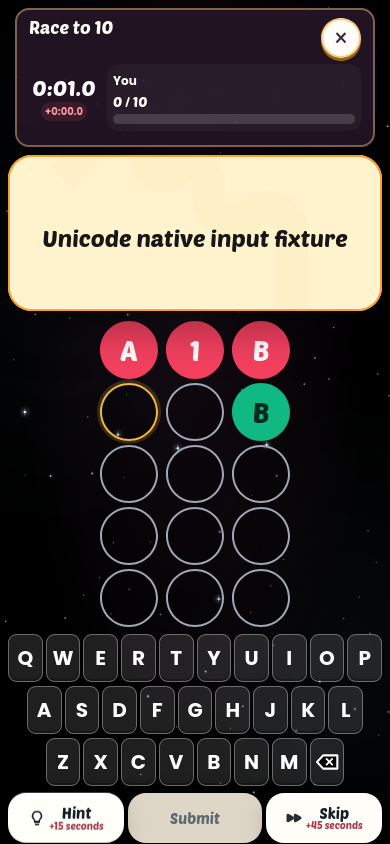 Race to 10
×
0:01.0
+0:00.0
You
0 / 10
Unicode native input fixture
A 1 B
B
Q W E R T Y U I O P
A S D F G H J K L
Z X C V B N M
Hint
+15 seconds
Submit
Skip
+45 seconds